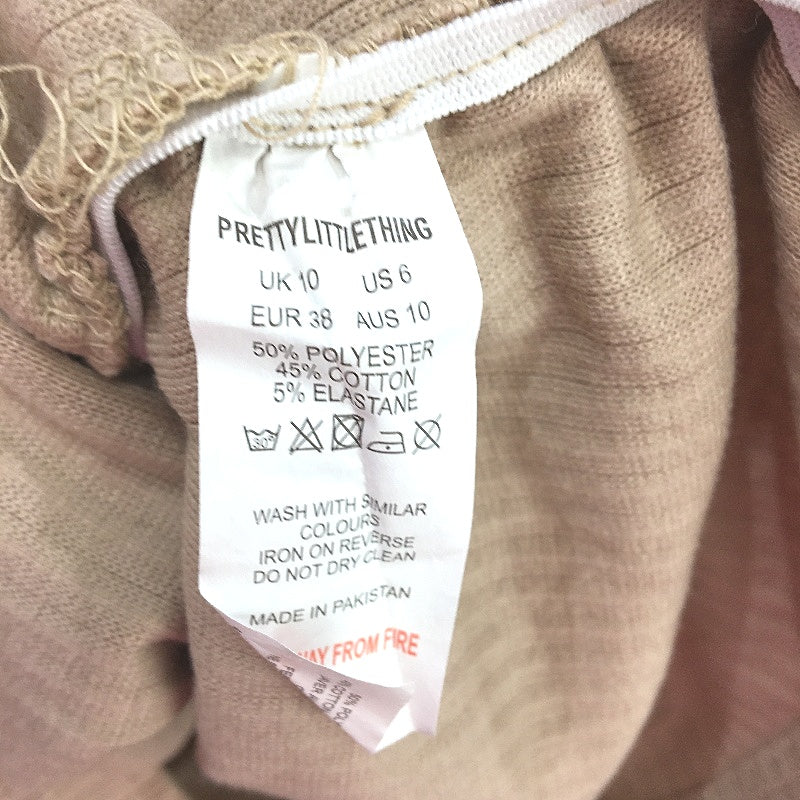 PRETTYLITTLETHING
UK 10 US 6
EUR 38 AUS 10
50% POLYESTER
45% COTTON
5% ELASTANE
30°
WASH WITH SIMILAR
COLOURS
IRON ON REVERSE
DO NOT DRY CLEAN
MADE IN PAKISTAN
FROM FIRE